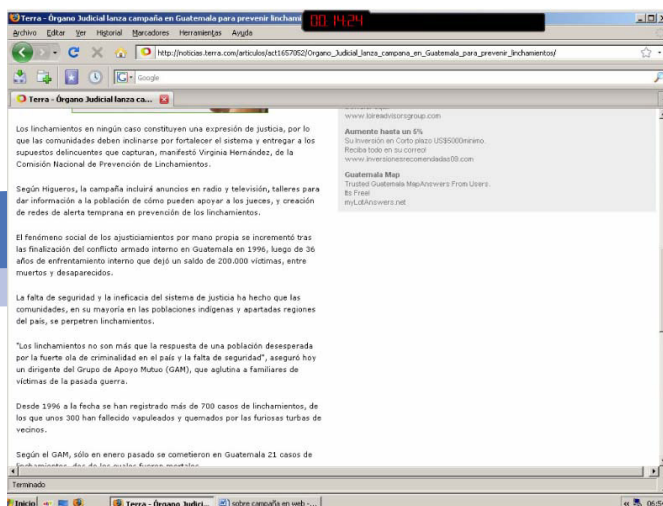 Terra - Órgano Judicial lanza campaña en Guatemala para prevenir linchami
00:14:24
Archivo Editar Ver Historial Marcadores Herramientas Ayuda
http://noticias.terra.com/articulos/act1657052/Organo_Judicial_lanza_campana_en_Guatemala_para_prevenir_linchamientos/
Google
Terra - Órgano Judicial lanza ca...
www.loireadvisorsgroup.com
Aumente hasta un 6%
Su Inversión en Corto plazo US$5000minimo.
Reciba todo en su correo!
www.inversionesrecomendadas09.com
Guatemala Map
Trusted Guatemala MapAnswers From Users.
Its Free!
myLotAnswers.net
Los linchamientos en ningún caso constituyen una expresión de justicia, por lo
que las comunidades deben inclinarse por fortalecer el sistema y entregar a los
supuestos delincuentes que capturan, manifestó Virginia Hernández, de la
Comisión Nacional de Prevención de Linchamientos.
Según Higueros, la campaña incluirá anuncios en radio y televisión, talleres para
dar información a la población de cómo pueden apoyar a los jueces, y creación
de redes de alerta temprana en prevención de los linchamientos.
El fenómeno social de los ajusticiamientos por mano propia se incrementó tras
las finalización del conflicto armado interno en Guatemala en 1996, luego de 36
años de enfrentamiento interno que dejó un saldo de 200.000 víctimas, entre
muertos y desaparecidos.
La falta de seguridad y la ineficacia del sistema de justicia ha hecho que las
comunidades, en su mayoría en las poblaciones indígenas y apartadas regiones
del país, se perpetren linchamientos.
"Los linchamientos no son más que la respuesta de una población desesperada
por la fuerte ola de criminalidad en el país y la falta de seguridad", aseguró hoy
un dirigente del Grupo de Apoyo Mutuo (GAM), que aglutina a familiares de
víctimas de la pasada guerra.
Desde 1996 a la fecha se han registrado más de 700 casos de linchamientos, de
los que unos 300 han fallecido vapuleados y quemados por las furiosas turbas de
vecinos.
Según el GAM, sólo en enero pasado se cometieron en Guatemala 21 casos de
linchamientos, dos de los cuales fueron mortales.
Terminado
Inicio
Terra - Órgano Judici...
sobre campaña en web -...